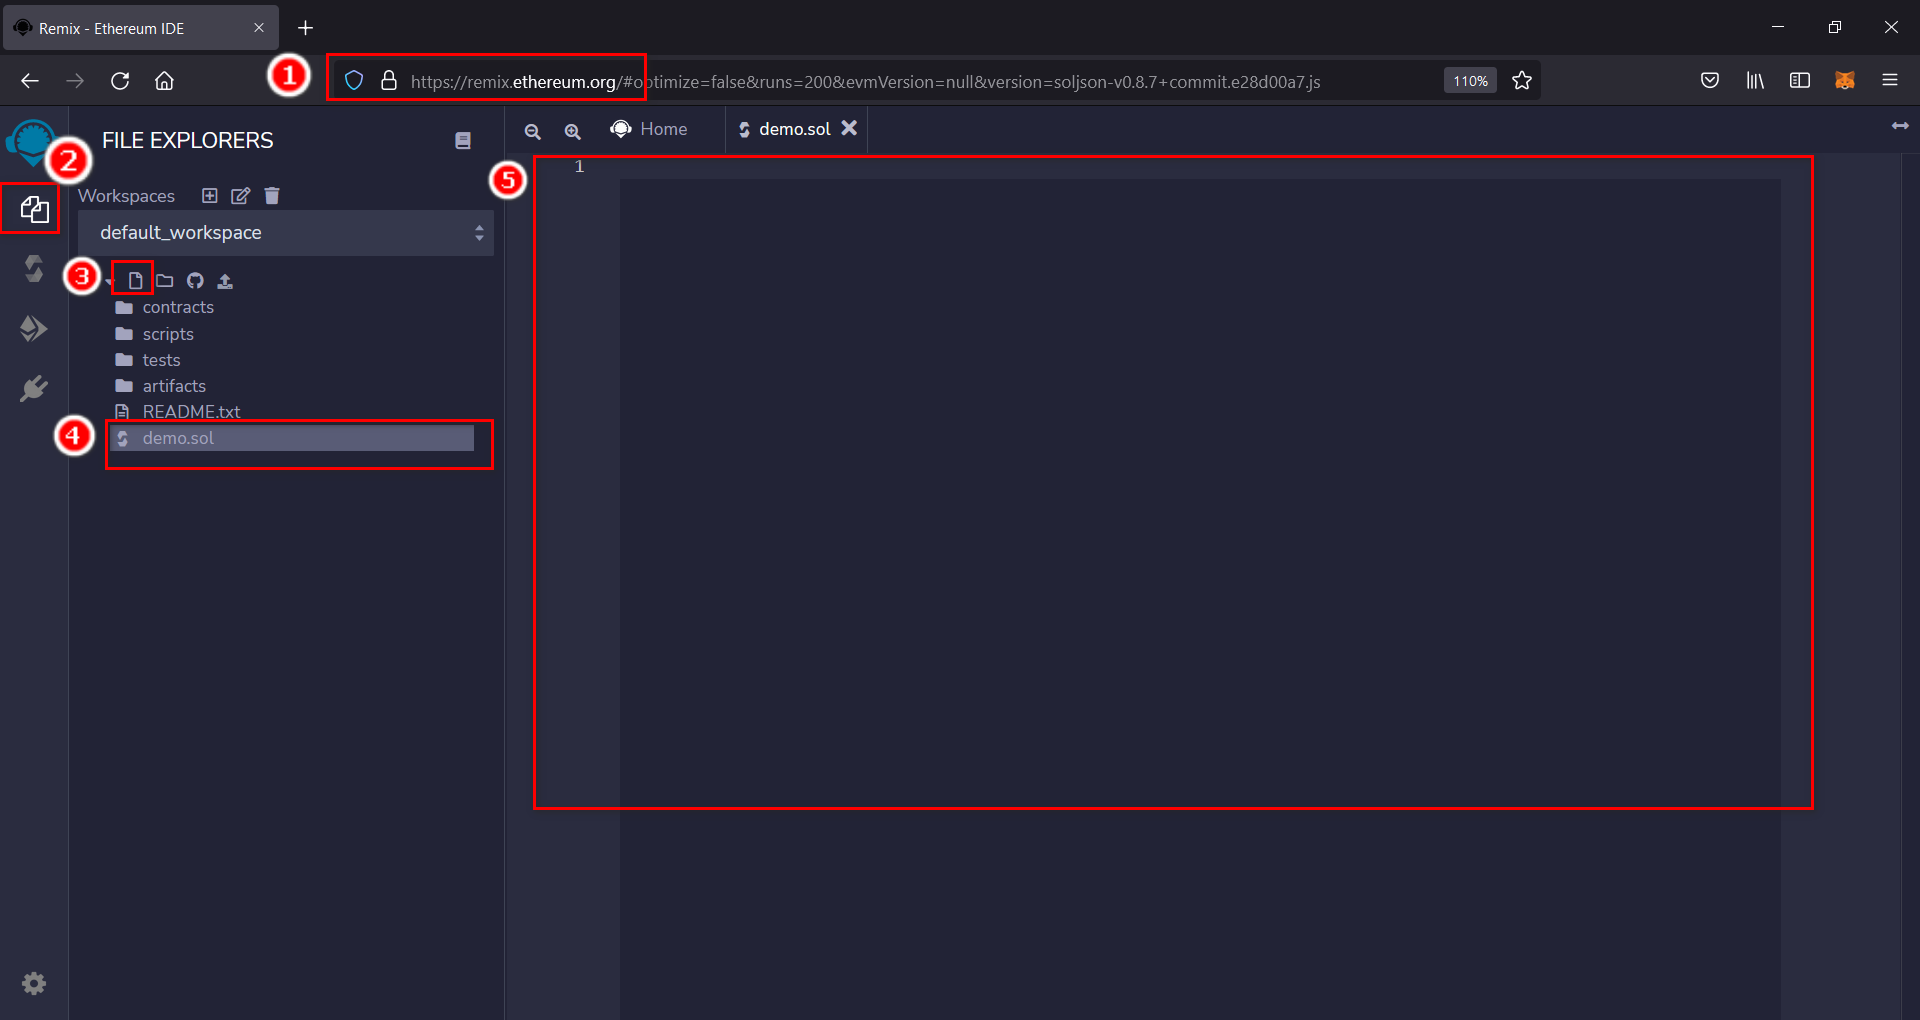 Remix - Ethereum IDE
1
https://remix.ethereum.org/#optimize=false&runs=200&evmVersion=null&version=soljson-v0.8.7+commit.e28d00a7.js
110%
2
FILE EXPLORERS
Home
demo.sol
5
1
Workspaces
default_workspace
3
contracts
scripts
tests
artifacts
README.txt
4
demo.sol